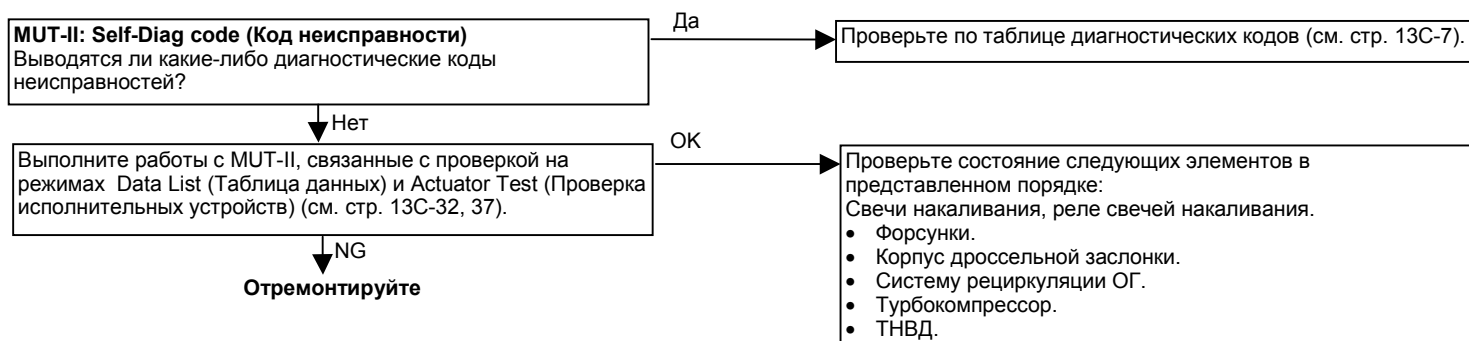 MUT-II: Self-Diag code (Код неисправности)
Выводятся ли какие-либо диагностические коды
неисправностей?
Да
Проверьте по таблице диагностических кодов (см. стр. 13C-7).
Нет
Выполните работы с MUT-II, связанные с проверкой на
режимах Data List (Таблица данных) и Actuator Test (Проверка
исполнительных устройств) (см. стр. 13C-32, 37).
OK
Проверьте состояние следующих элементов в
представленном порядке:
Свечи накаливания, реле свечей накаливания.
• Форсунки.
• Корпус дроссельной заслонки.
• Систему рециркуляции ОГ.
• Турбокомпрессор.
• ТНВД.
NG
Отремонтируйте